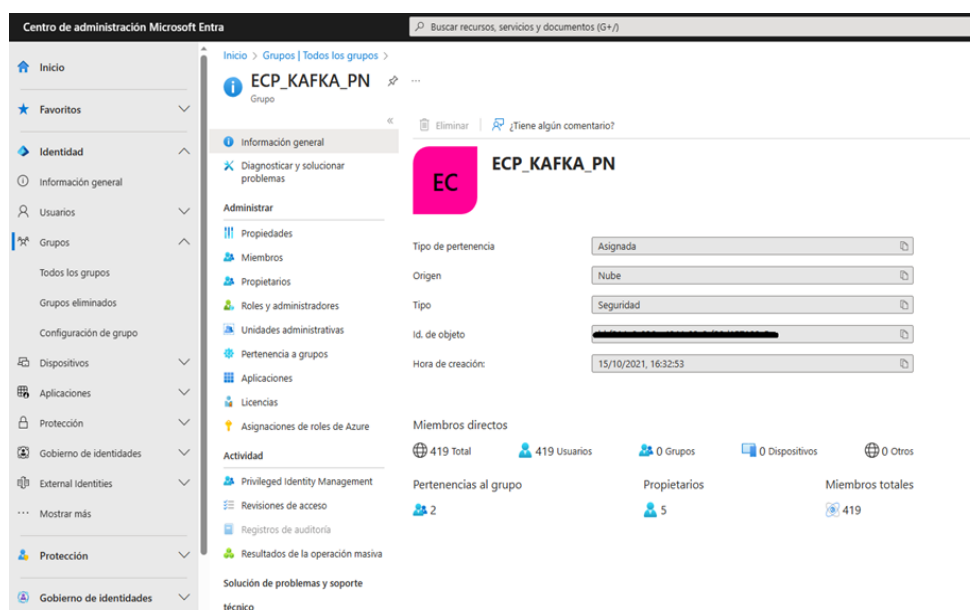 Centro de administración Microsoft Entra
Buscar recursos, servicios y documentos (G+/)
Inicio
Favoritos
Identidad
Información general
Usuarios
Grupos
Todos los grupos
Grupos eliminados
Configuración de grupo
Dispositivos
Aplicaciones
Protección
Gobierno de identidades
External Identities
Mostrar más
Protección
Gobierno de identidades
Inicio > Grupos | Todos los grupos >
ECP_KAFKA_PN
Grupo
Información general
Diagnosticar y solucionar
problemas
Administrar
Propiedades
Miembros
Propietarios
Roles y administradores
Unidades administrativas
Pertenencia a grupos
Aplicaciones
Licencias
Asignaciones de roles de Azure
Actividad
Privileged Identity Management
Revisiones de acceso
Registros de auditoría
Resultados de la operación masiva
Solución de problemas y soporte
técnico
Eliminar
¿Tiene algún comentario?
EC
ECP_KAFKA_PN
Tipo de pertenencia Asignada
Origen Nube
Tipo Seguridad
Id. de objeto
Hora de creación: 15/10/2021, 16:32:53
Miembros directos
419 Total 419 Usuarios 0 Grupos 0 Dispositivos 0 Otros
Pertenencias al grupo Propietarios Miembros totales
2 5 419